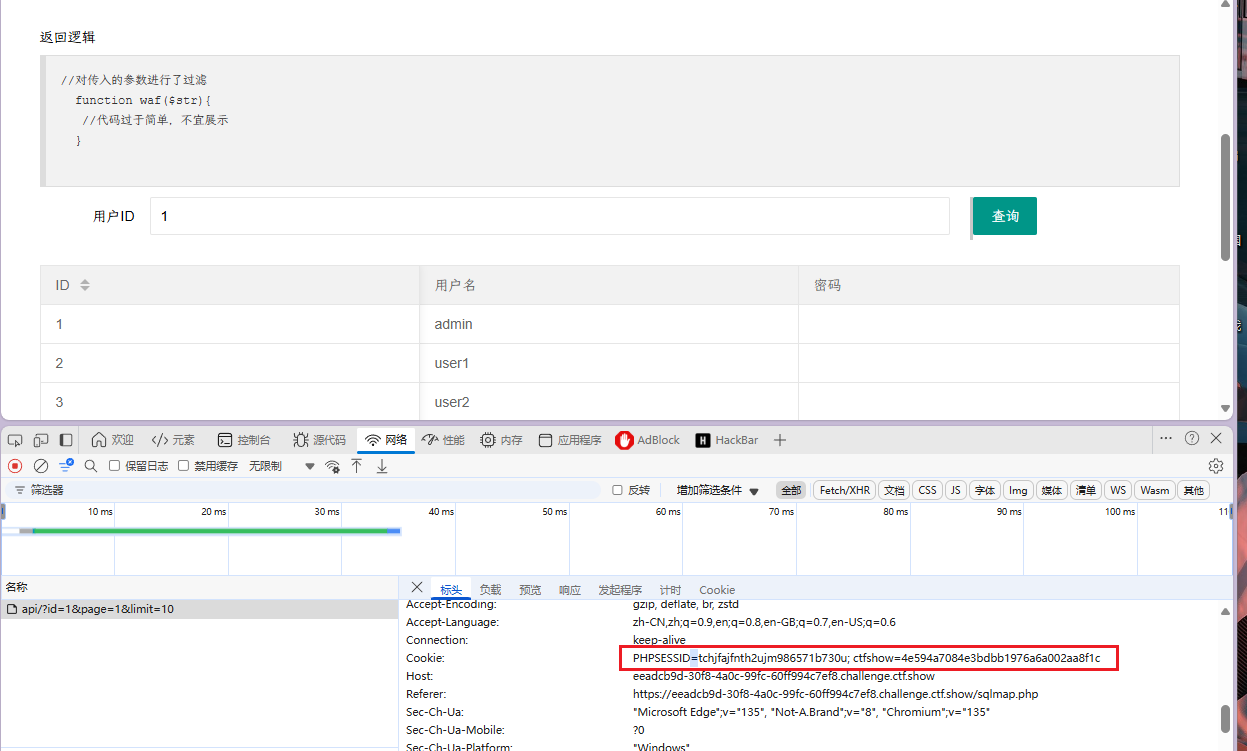 返回逻辑
//对传入的参数进行了过滤
function waf($str){
//代码过于简单，不宜展示
}
用户ID 1 查询
ID 用户名 密码
1 admin
2 user1
3 user2
欢迎 </> 元素 控制台 源代码 网络 性能 内存 应用程序 AdBlock H HackBar
保留日志 禁用缓存 无限制
筛选器 反转 增加筛选条件 全部 Fetch/XHR 文档 CSS JS 字体 Img 媒体 清单 WS Wasm 其他
10 ms 20 ms 30 ms 40 ms 50 ms 60 ms 70 ms 80 ms 90 ms 100 ms 11
名称 标头 负载 预览 响应 发起程序 计时 Cookie
api/?id=1&page=1&limit=10
Accept-Encoding: gzip, deflate, br, zstd
Accept-Language: zh-CN,zh;q=0.9,en;q=0.8,en-GB;q=0.7,en-US;q=0.6
Connection: keep-alive
Cookie: PHPSESSID=tchjfajfnth2ujm986571b730u; ctfshow=4e594a7084e3bdbb1976a6a002aa8f1c
Host: eeadcb9d-30f8-4a0c-99fc-60ff994c7ef8.challenge.ctf.show
Referer: https://eeadcb9d-30f8-4a0c-99fc-60ff994c7ef8.challenge.ctf.show/sqlmap.php
Sec-Ch-Ua: "Microsoft Edge";v="135", "Not-A.Brand";v="8", "Chromium";v="135"
Sec-Ch-Ua-Mobile: ?0
Sec-Ch-Ua-Platform: "Windows"